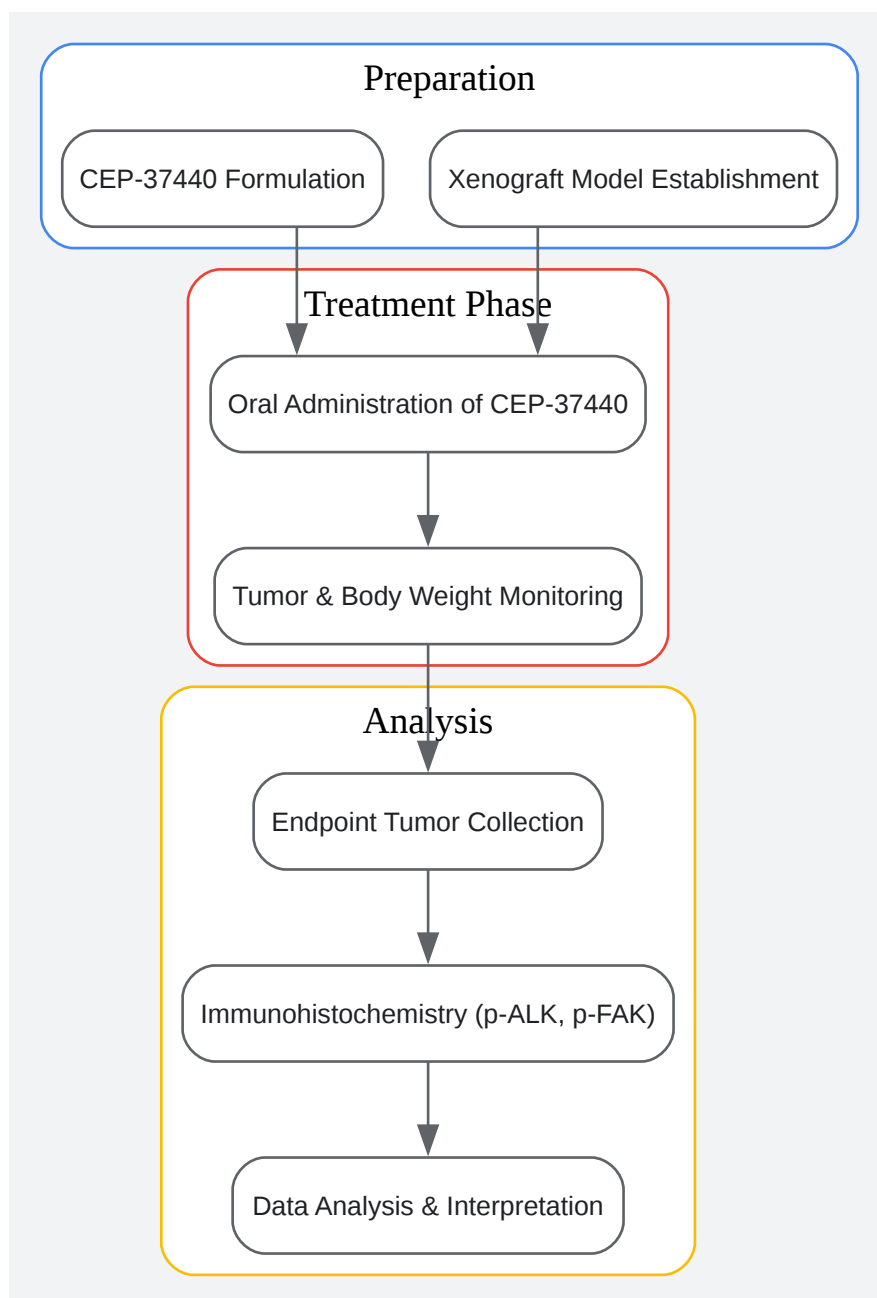 Preparation
CEP-37440 Formulation
Xenograft Model Establishment
Treatment Phase
Oral Administration of CEP-37440
Tumor & Body Weight Monitoring
Analysis
Endpoint Tumor Collection
Immunohistochemistry (p-ALK, p-FAK)
Data Analysis & Interpretation